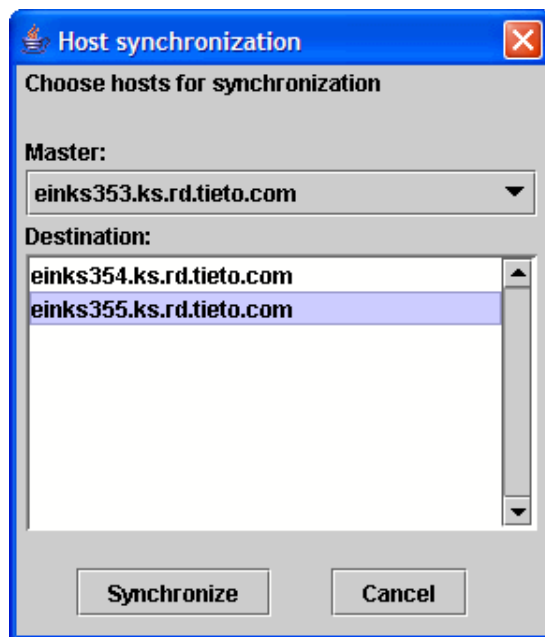 Host synchronization
Choose hosts for synchronization
Master:
einks353.ks.rd.tieto.com
Destination:
einks354.ks.rd.tieto.com
einks355.ks.rd.tieto.com
Synchronize Cancel